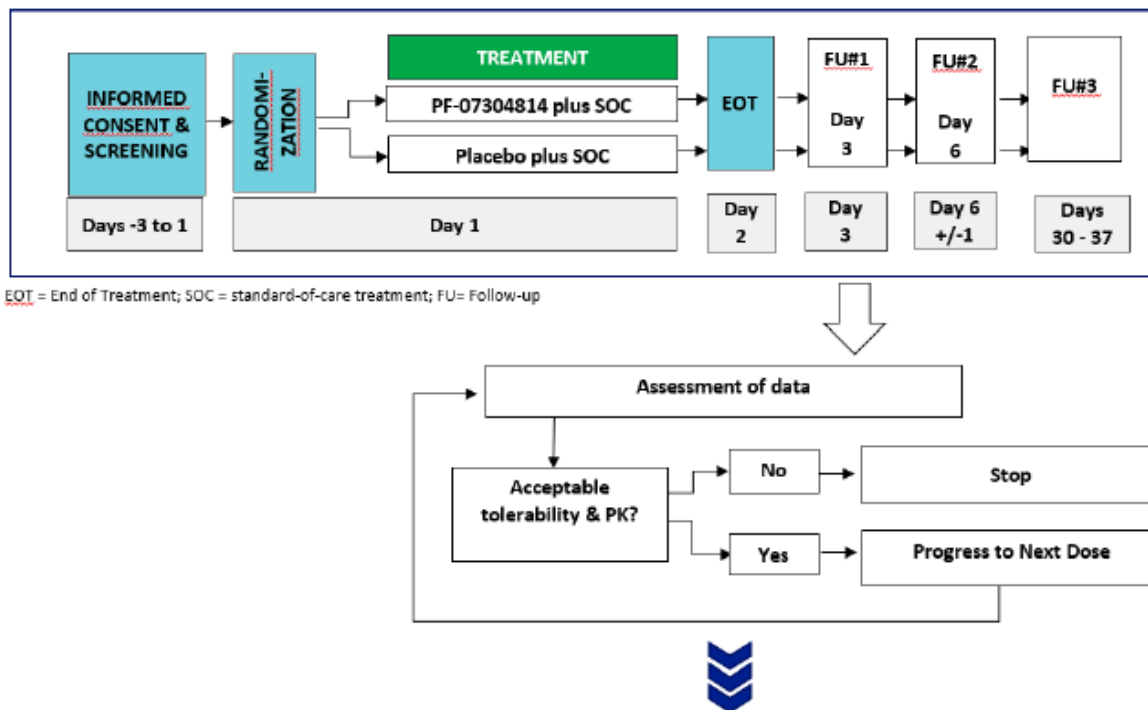 TREATMENT
INFORMED
CONSENT &
SCREENING
RANDOMI-
ZATION
PF-07304814 plus SOC
Placebo plus SOC
EOT
FU#1
Day
3
FU#2
Day
6
FU#3
Days -3 to 1
Day 1
Day
2
Day
3
Day 6
+/-1
Days
30 - 37
EOT = End of Treatment; SOC = standard-of-care treatment; FU= Follow-up
Assessment of data
Acceptable
tolerability & PK?
No
Stop
Yes
Progress to Next Dose